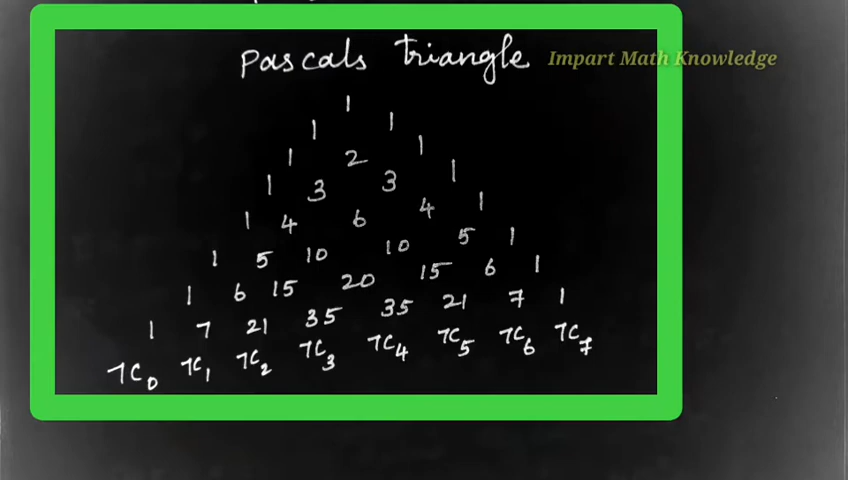 Pascals triangle
Impart Math Knowledge
1
1 1
1 2 1
1 3 3 1
1 4 6 4 1
1 5 10 10 5 1
1 6 15 20 15 6 1
1 7 21 35 35 21 7 1
7C0 7C1 7C2 7C3 7C4 7C5 7C6 7C7